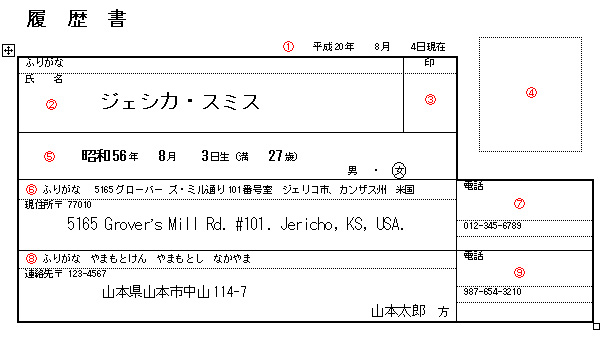 履 歴 書
① 平成20年 8月 4日現在
ふりがな 印
氏 名
② ジェシカ・スミス ③ ④
⑤ 昭和56年 8月 3日生 (満 27歳)
男 ・ 女
⑥ ふりがな 5165グローバー ズ・ミル通り101番号室 ジェリコ市、カンザス州 米国 電話
現住所〒 77010 ⑦
5165 Grover's Mill Rd. #101. Jericho, KS, USA. 012-345-6789
⑧ ふりがな やまもとけん やまもとし なかやま 電話
連絡先〒 123-4567 ⑨
山本県山本市中山114-7 987-654-3210
山本太郎 方